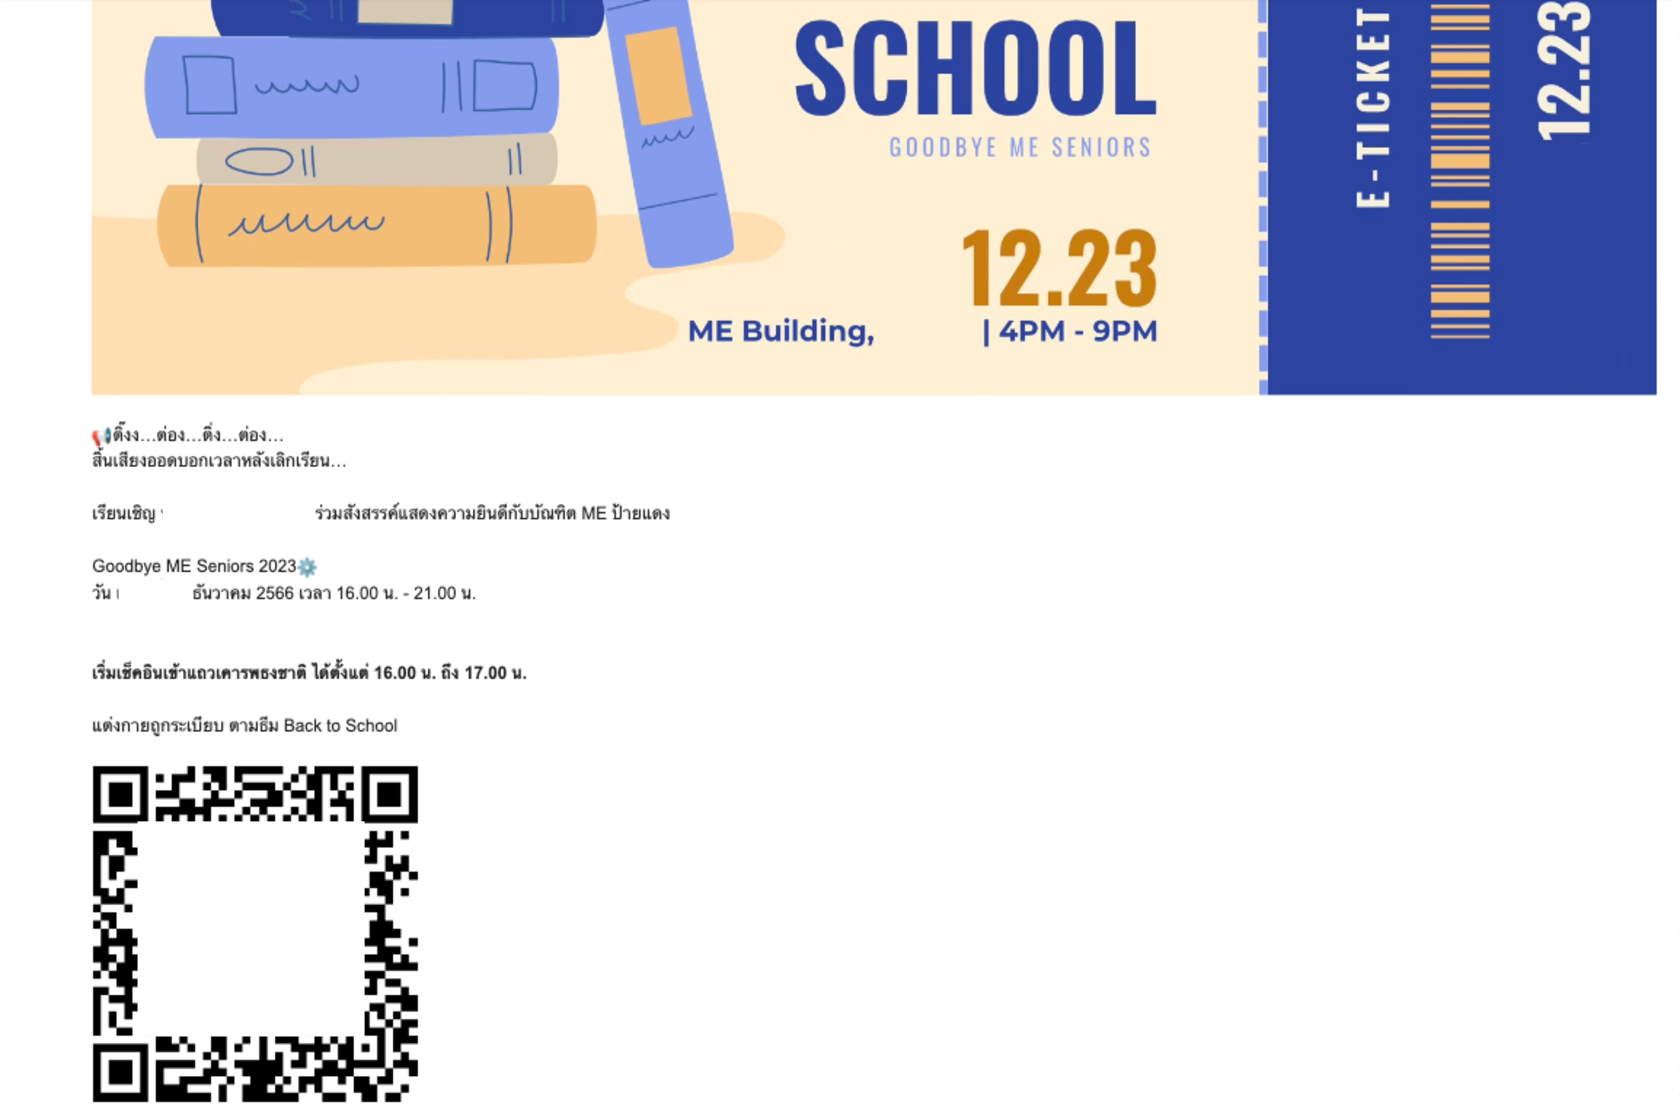 SCHOOL
GOODBYE ME SENIORS
12.23
ME Building, | 4PM - 9PM
E-TICKET
12.23
📢ติ๊งง...ต่อง...ติ่ง...ต่อง...
สิ้นเสียงออดบอกเวลาหลังเลิกเรียน...
เรียนเชิญ ร่วมสังสรรค์แสดงความยินดีกับบัณฑิต ME ป้ายแดง
Goodbye ME Seniors 2023⚙️
วัน ธันวาคม 2566 เวลา 16.00 น. - 21.00 น.
เริ่มเช็คอินเข้าแถวเคารพธงชาติ ได้ตั้งแต่ 16.00 น. ถึง 17.00 น.
แต่งกายถูกระเบียบ ตามธีม Back to School